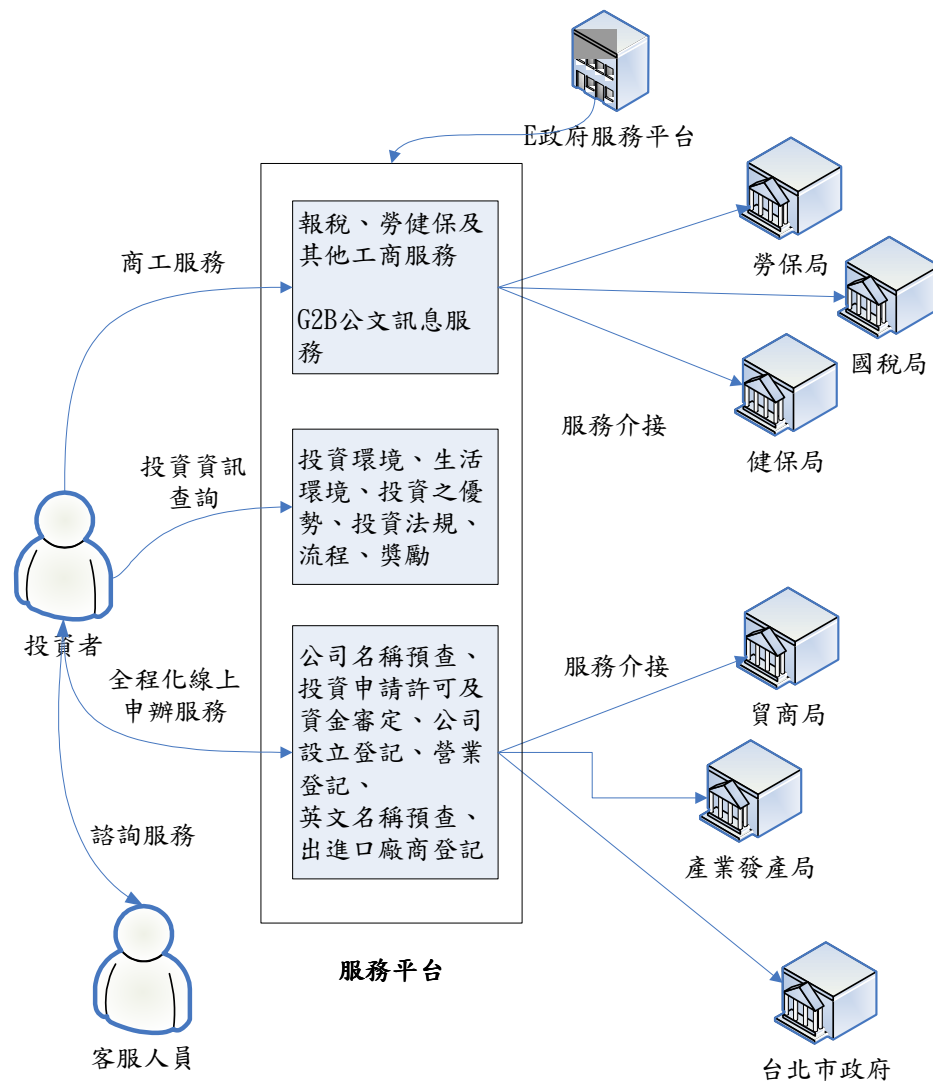 E政府服務平台
報稅、勞健保及
其他工商服務
G2B公文訊息服
務
商工服務
勞保局
國稅局
健保局
服務介接
投資資訊
查詢
投資環境、生活
環境、投資之優
勢、投資法規、
流程、獎勵
投資者
全程化線上
申辦服務
公司名稱預查、
投資申請許可及
資金審定、公司
設立登記、營業
登記、
英文名稱預查、
出進口廠商登記
服務介接
貿商局
產業發產局
台北市政府
諮詢服務
客服人員
服務平台